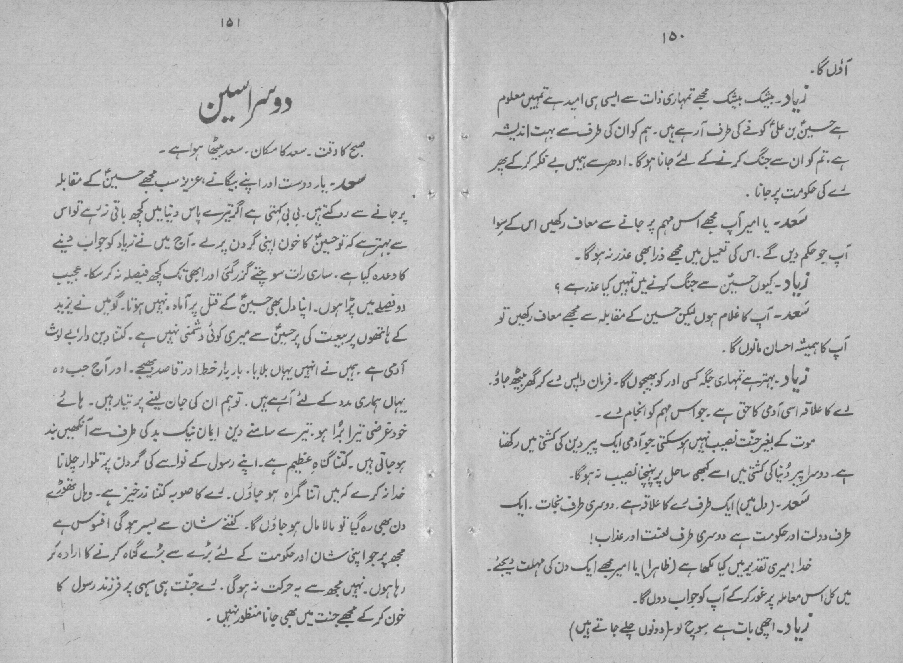 ۱۵۰
آؤں گا۔
زیاد۔ بیشک بیشک مجھے تمہاری ذات سے ایسی ہی امید ہے تمہیں معلوم
ہے حسینؑ بن علیؑ کوفے کی طرف آرہے ہیں۔ ہم کو ان کی طرف سے بہت اندیشہ
ہے، تم کو ان سے جنگ کرنے کے لئے جانا ہوگا۔ ادھر سے ہمیں بے فکر کرکے پھر
رے کی حکومت پر جانا۔
سعد۔ یا امیر آپ مجھے اس مہم پر جانے سے معاف رکھیں اس کے سوا
آپ جو حکم دیں گے۔ اس کی تعمیل میں مجھے ذرا بھی عذر نہ ہوگا۔
زیاد۔ کیوں حسینؑ سے جنگ کرنے میں تمہیں کیا عذر ہے؟
سعد۔ آپ کا غلام ہوں لیکن حسین کے مقابلہ سے مجھے معاف رکھیں تو
آپ کا ہمیشہ احسان مانوں گا۔
زیاد۔ بہتر ہے تمہاری جگہ کسی اور کو بھیجوں گا۔ فرمان واپس دے کر گھر بیٹھ جاؤ۔
رے کا علاقہ اسی آدمی کا حق ہے۔ جو اس مہم کو انجام دے۔
موت کے بغیر جنّت نصیب نہیں ہو سکتی جو آدمی ایک پیر دین کی کشتی میں رکھتا
ہے۔ دوسرا پیر دُنیا کی کشتی میں اسے کبھی ساحل پر پہنچنا نصیب نہ ہوگا۔
سعد۔ (دل میں) ایک طرف رے کا علاقہ ہے۔ دوسری طرف نجات۔ ایک
طرف دولت اور حکومت ہے دوسری طرف لعنت اور عذاب!
خدا! میری تقدیر میں کیا لکھا ہے (ظاہرا) یا امیر مجھے ایک دن کی مہلت دیجئے۔
میں کل اس معاملہ پر غور کرکے آپ کو جواب دوں گا۔
زیاد۔ اچھی بات ہے سوچ لو۔ (دونوں چلے جاتے ہیں)
۱۵۱
دوسرا سین
صبح کا وقت۔ سعد کا مکان۔ سعد بیٹھا ہوا ہے۔
سعد۔ یار دوست اور اپنے بیگانے، عزیز سب مجھے حسینؑ کے مقابلہ
پر جانے سے روکتے ہیں۔ بی بی کہتی ہے اگر تیرے پاس دنیا میں کچھ باقی نہ رہے تو اس
سے بہتر ہے کہ تو حسینؑ کا خون اپنی گردن پر لے۔ آج میں نے زیاد کو جواب دینے
کا وعدہ کیا ہے۔ ساری رات سوچتے گزر گئی اور ابھی تک کچھ فیصلہ نہ کر سکا۔ عجیب
دو فصلے میں پڑا ہوں۔ اپنا دل بھی حسینؑ کے قتل پر آمادہ نہیں ہوتا۔ گو میں نے یزید
کے ہاتھوں پر بیعت کی پر حسینؑ سے میری کوئی دشمنی نہیں ہے۔ کتنا دین دار بے لوث
آدمی ہے۔ ہمیں نے انہیں یہاں بلایا۔ بار بار خط اور قاصد بھیجے۔ اور آج جب وہ
یہاں ہماری مدد کے لئے آ رہے ہیں۔ تو ہم ان کی جان لینے پر تیار ہیں۔ ہائے
خود غرضی تیرا بُرا ہو۔ تیرے سامنے دین ایمان نیک بد کی طرف سے آنکھیں بند
ہو جاتی ہیں۔ کتنا گناہِ عظیم ہے۔ اپنے رسول کے نواسے کی گردن پر تلوار چلانا
خدا نہ کرے کہ میں اتنا گمراہ ہو جاؤں۔ رے کا صوبہ کتنا زرخیز ہے۔ وہاں تھوڑے
دن بھی رہ گیا تو مالا مال ہو جاؤں گا۔ کتنے شان سے بسر ہوگی افسوس ہے
مجھ پر جو اپنی شان اور حکومت کے لئے بڑے سے بڑے گناہ کرنے کا ارادہ کر
رہا ہوں۔ نہیں مجھ سے یہ حرکت نہ ہوگی۔ رے جنّت ہی سہی پر فرزندِ رسول کا
خون کرکے مجھے جنت میں بھی جانا منظور نہیں۔